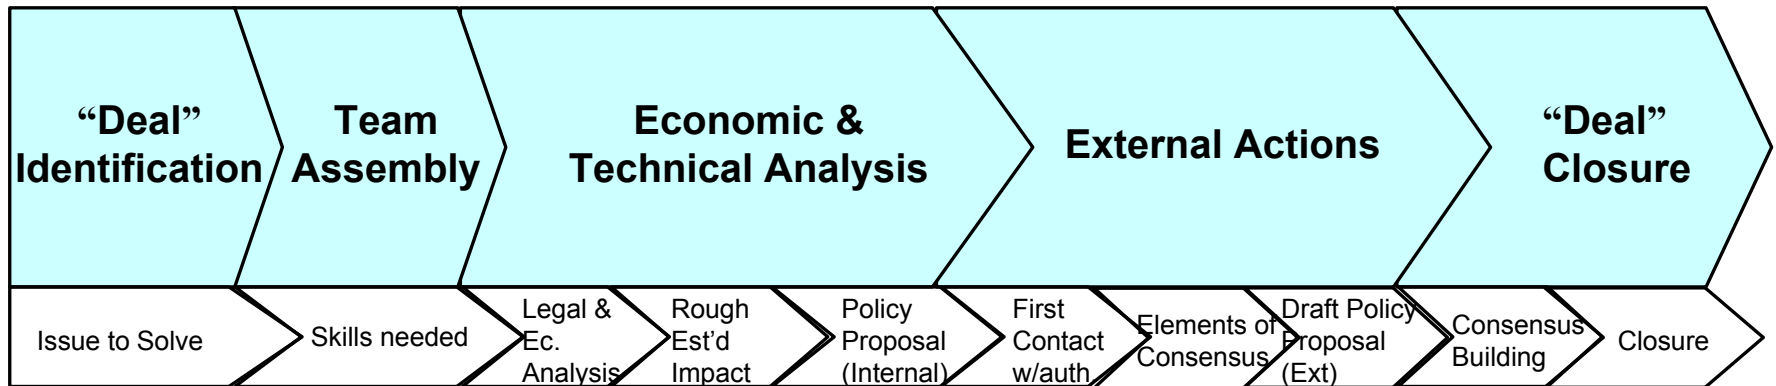 “Deal”
Identification
Team
Assembly
Economic &
Technical Analysis
External Actions
“Deal”
Closure
Issue to Solve
Skills needed
Legal &
Ec.
Analysis
Rough
Est’d
Impact
Policy
Proposal
(Internal)
First
Contact
w/auth
Elements of
Consensus
Draft Policy
Proposal
(Ext)
Consensus
Building
Closure